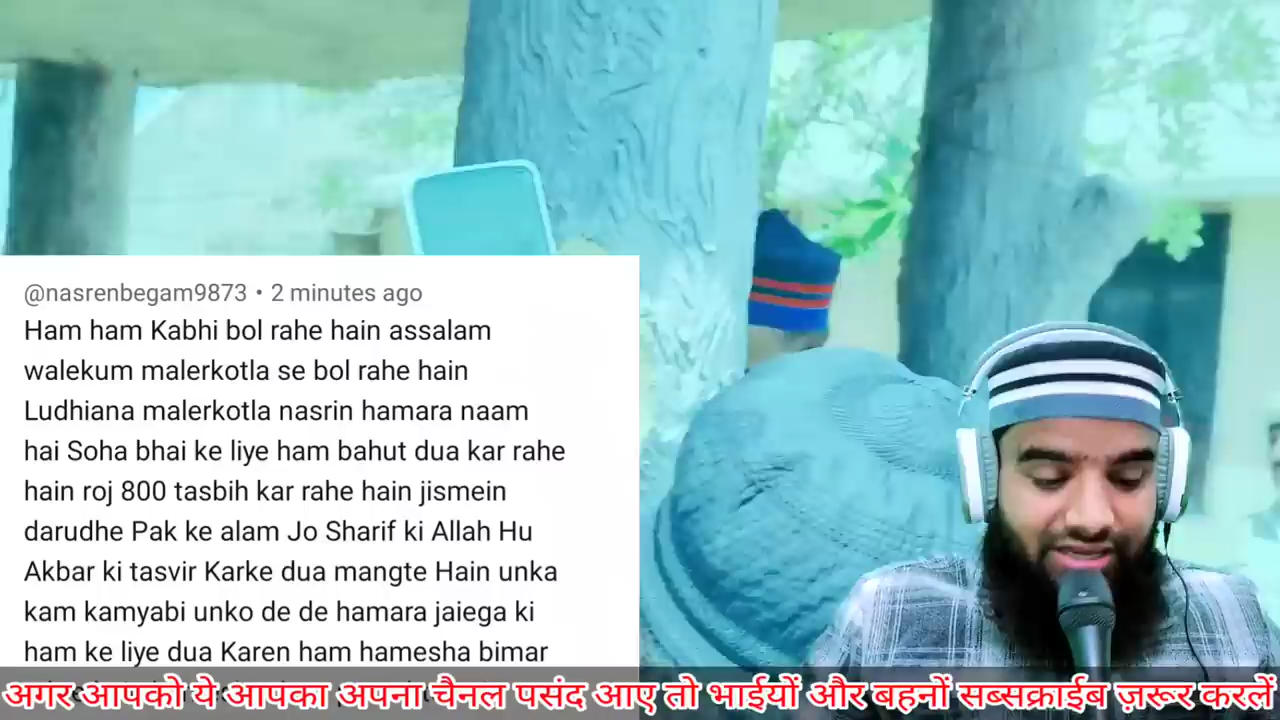 @nasrenbegam9873 • 2 minutes ago
Ham ham Kabhi bol rahe hain assalam
walekum malerkotla se bol rahe hain
Ludhiana malerkotla nasrin hamara naam
hai Soha bhai ke liye ham bahut dua kar rahe
hain roj 800 tasbih kar rahe hain jismein
darudhe Pak ke alam Jo Sharif ki Allah Hu
Akbar ki tasvir Karke dua mangte Hain unka
kam kamyabi unko de de hamara jaiega ki
ham ke liye dua Karen ham hamesha bimar
अगर आपको ये आपका अपना चैनल पसंद आए तो भाईयों और बहनों सब्सक्राईब ज़रूर करलें